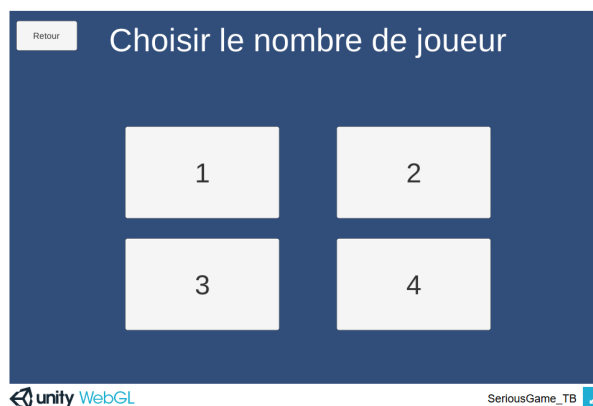 Retour
Choisir le nombre de joueur
1 2
3 4
unity WebGL
SeriousGame_TB